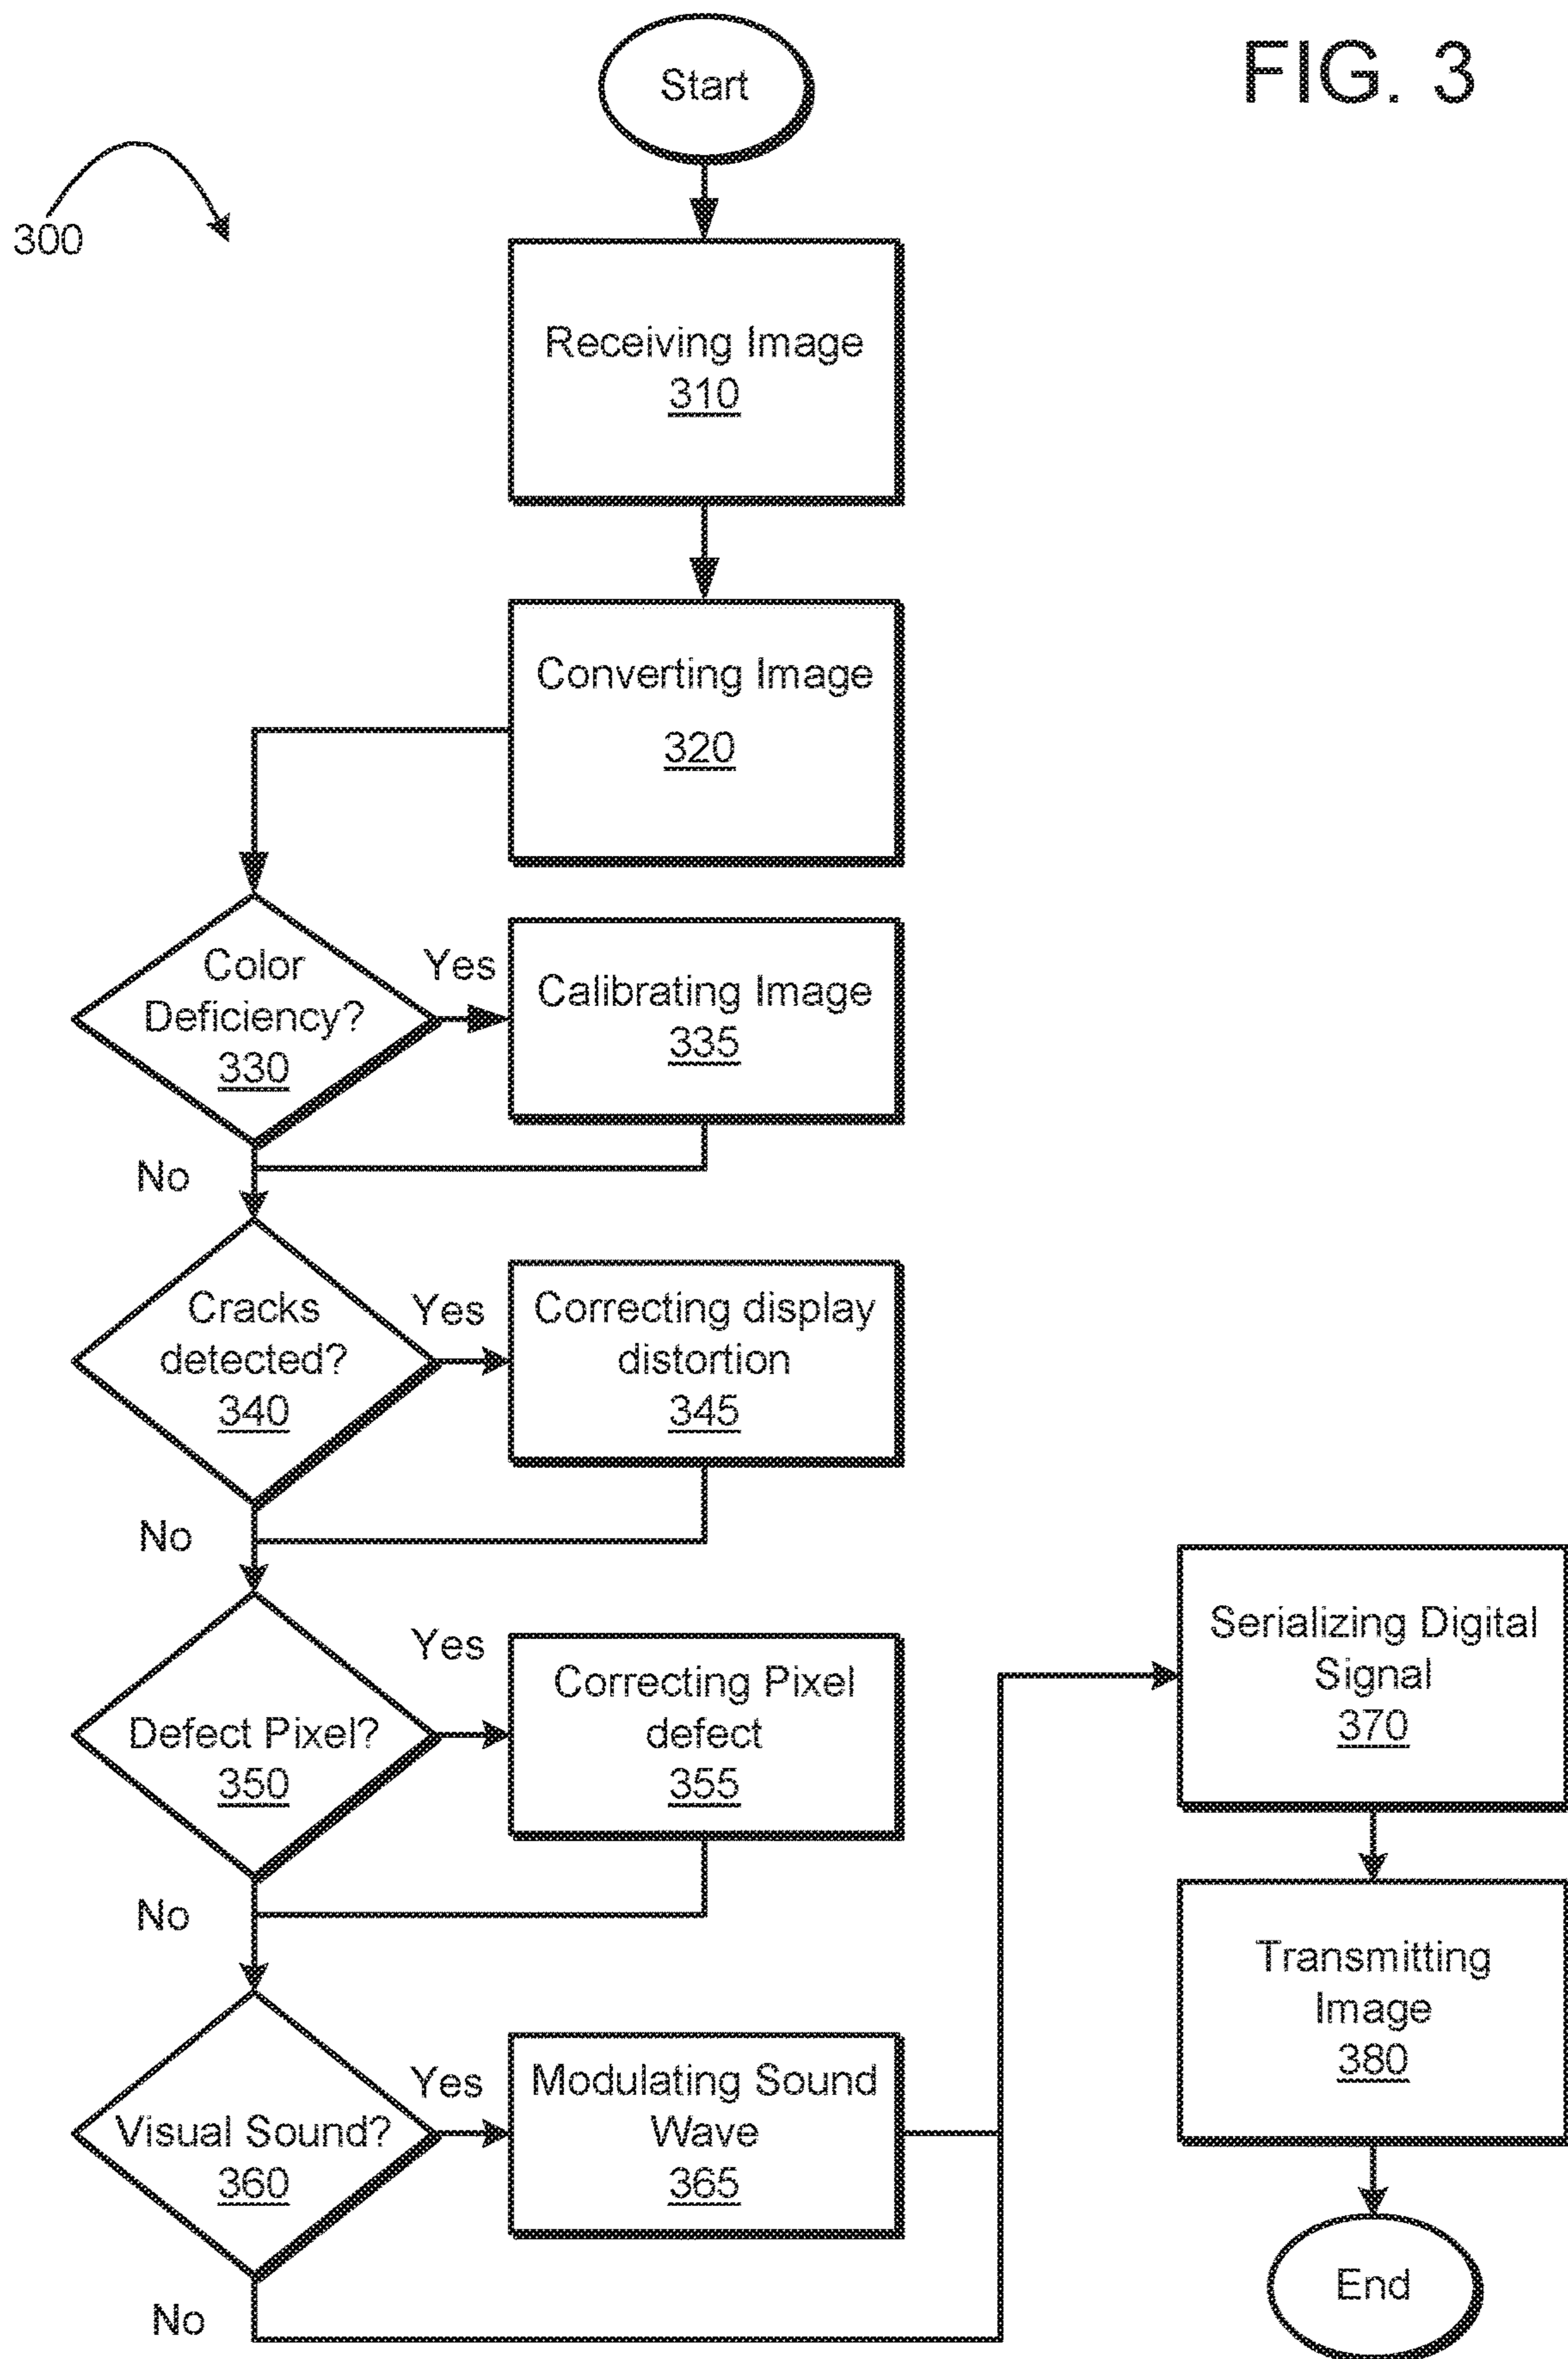 FIG. 3
300
Start
Receiving Image
310
Converting Image
320
Color
Deficiency?
330
Yes
Calibrating Image
335
No
Cracks
detected?
340
Yes
Correcting display
distortion
345
No
Defect Pixel?
350
Yes
Correcting Pixel
defect
355
No
Visual Sound?
360
Yes
Modulating Sound
Wave
365
No
Serializing Digital
Signal
370
Transmitting
Image
380
End